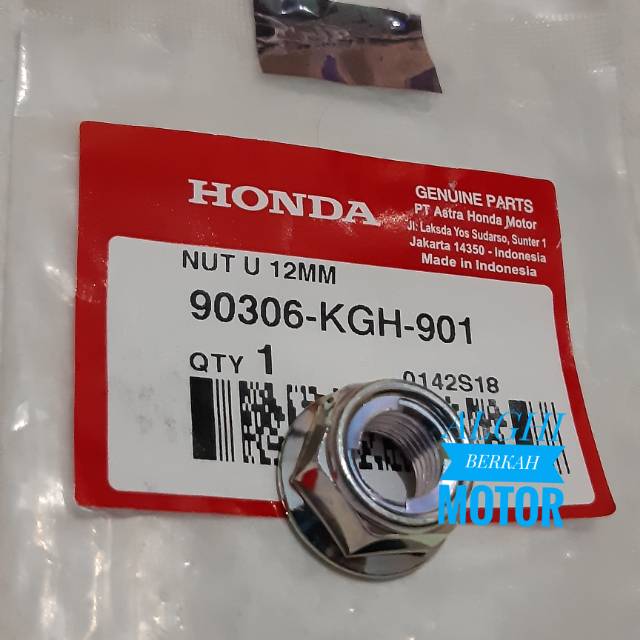 HONDA
GENUINE PARTS
PT Astra Honda Motor
Jl. Laksda Yos Sudarso, Sunter 1
Jakarta 14350 - Indonesia
Made in Indonesia
NUT U 12MM
90306-KGH-901
QTY 1
0142S18
ALGHI
BERKAH
MOTOR